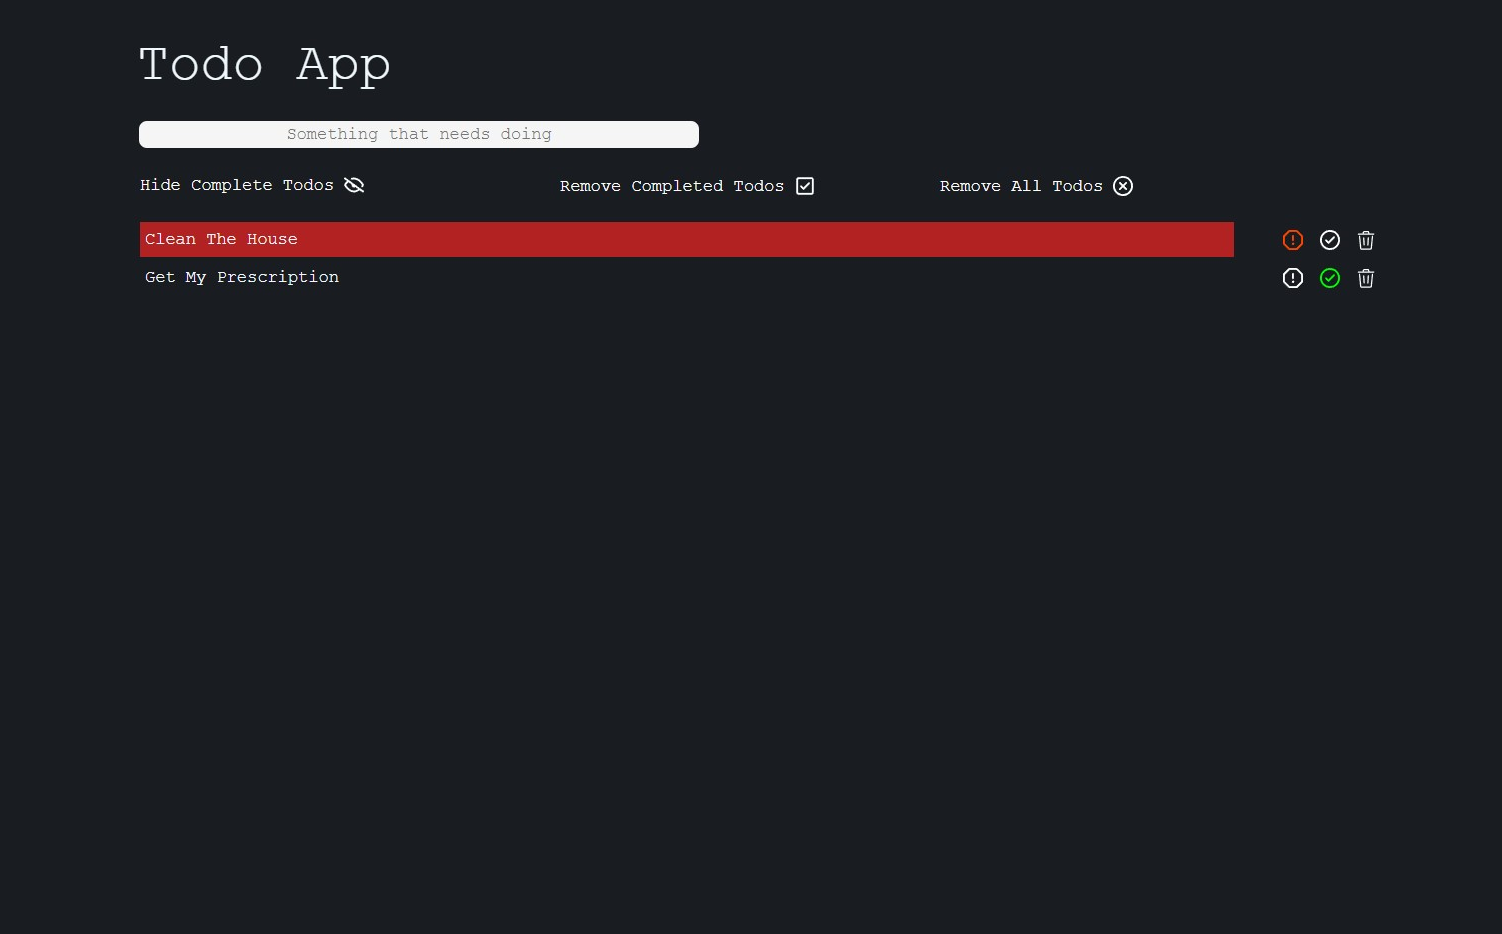 Todo App
Something that needs doing
Hide Complete Todos
Remove Completed Todos
Remove All Todos
Clean The House
Get My Prescription